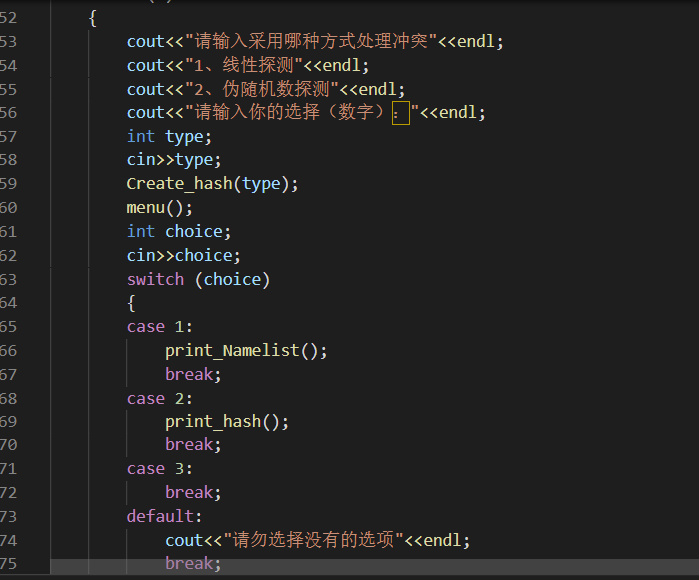 52 {
53 cout<<"请输入采用哪种方式处理冲突"<<endl;
54 cout<<"1、线性探测"<<endl;
55 cout<<"2、伪随机数探测"<<endl;
56 cout<<"请输入你的选择（数字）："<<endl;
57 int type;
58 cin>>type;
59 Create_hash(type);
60 menu();
61 int choice;
62 cin>>choice;
63 switch (choice)
64 {
65 case 1:
66 print_Namelist();
67 break;
68 case 2:
69 print_hash();
70 break;
71 case 3:
72 break;
73 default:
74 cout<<"请勿选择没有的选项"<<endl;
75 break;